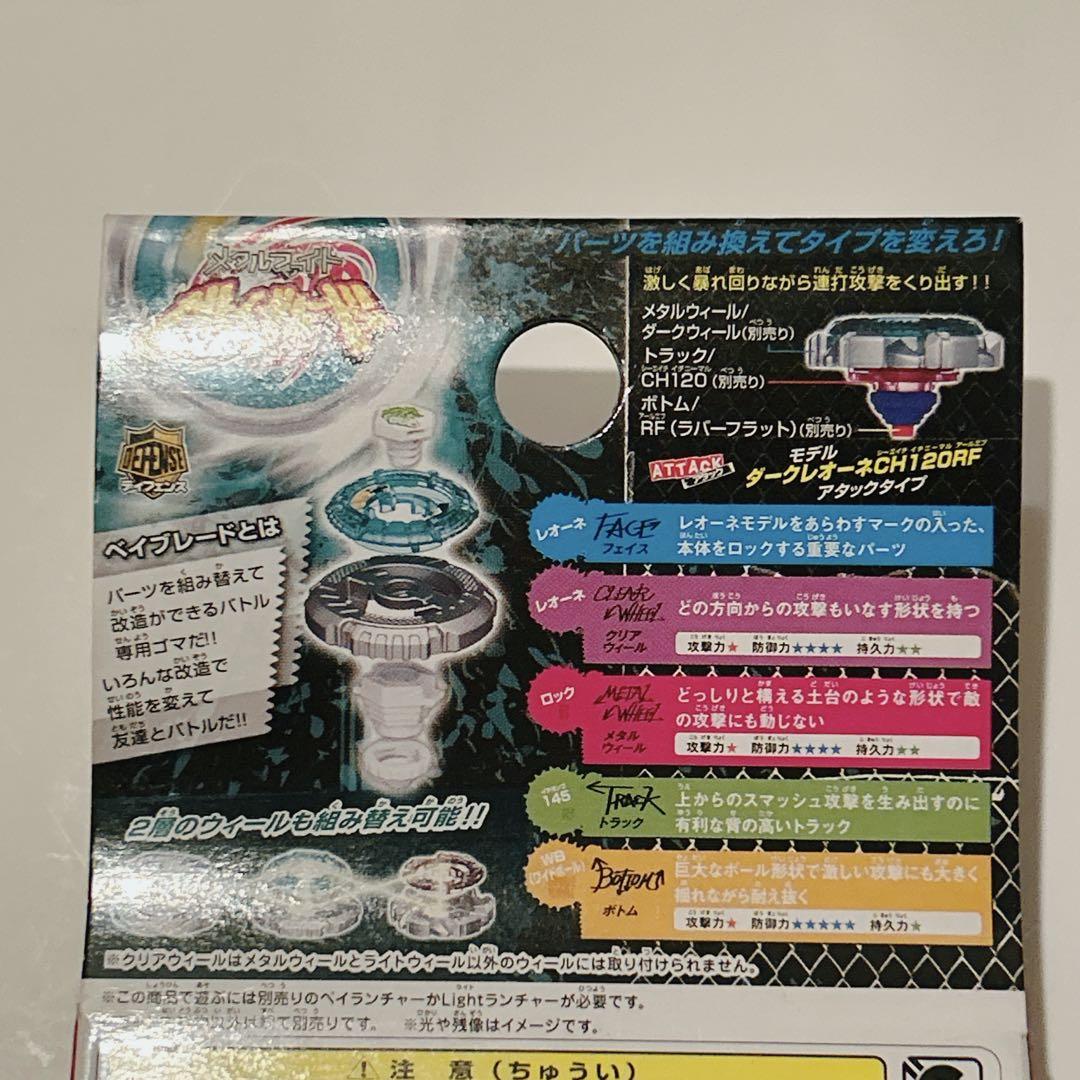 メタルファイト
ベイブレード
DEFENSE
ディフェンス
ベイブレードとは
パーツを組み替えて
改造ができるバトル
専用ゴマだ!!
いろんな改造で
性能を変えて
友達とバトルだ!!
2層のウィールも組み替え可能!!
パーツを組み換えてタイプを変えろ!
激しく暴れ回りながら連打攻撃をくり出す!!
メタルウィール/
ダークウィール(別売り)
トラック/
CH120 (別売り)
ボトム/
RF (ラバーフラット)(別売り)
ATTACK
アタック
モデル
ダークレオーネCH120RF
アタックタイプ
レオーネ FACE フェイス
レオーネモデルをあらわすマークの入った、
本体をロックする重要なパーツ
レオーネ CLEAR WHEEL クリアウィール
どの方向からの攻撃もいなす形状を持つ
攻撃力★ 防御力★★★★ 持久力★★
ロック METAL WHEEL メタルウィール
どっしりと構える土台のような形状で敵
の攻撃にも動じない
攻撃力★ 防御力★★★★ 持久力★★
145 TRACK トラック
上からのスマッシュ攻撃を生み出すのに
有利な背の高いトラック
WB (ワイドボール) BOTTOM ボトム
巨大なボール形状で激しい攻撃にも大きく
揺れながら耐え抜く
攻撃力★ 防御力★★★★★ 持久力★
※クリアウィールはメタルウィールとライトウィール以外のウィールには取り付けられません。
※この商品で遊ぶには別売りのベイランチャーかLightランチャーが必要です。
以外は全て別売りです。 ※光や残像はイメージです。
注 意 (ちゅうい)